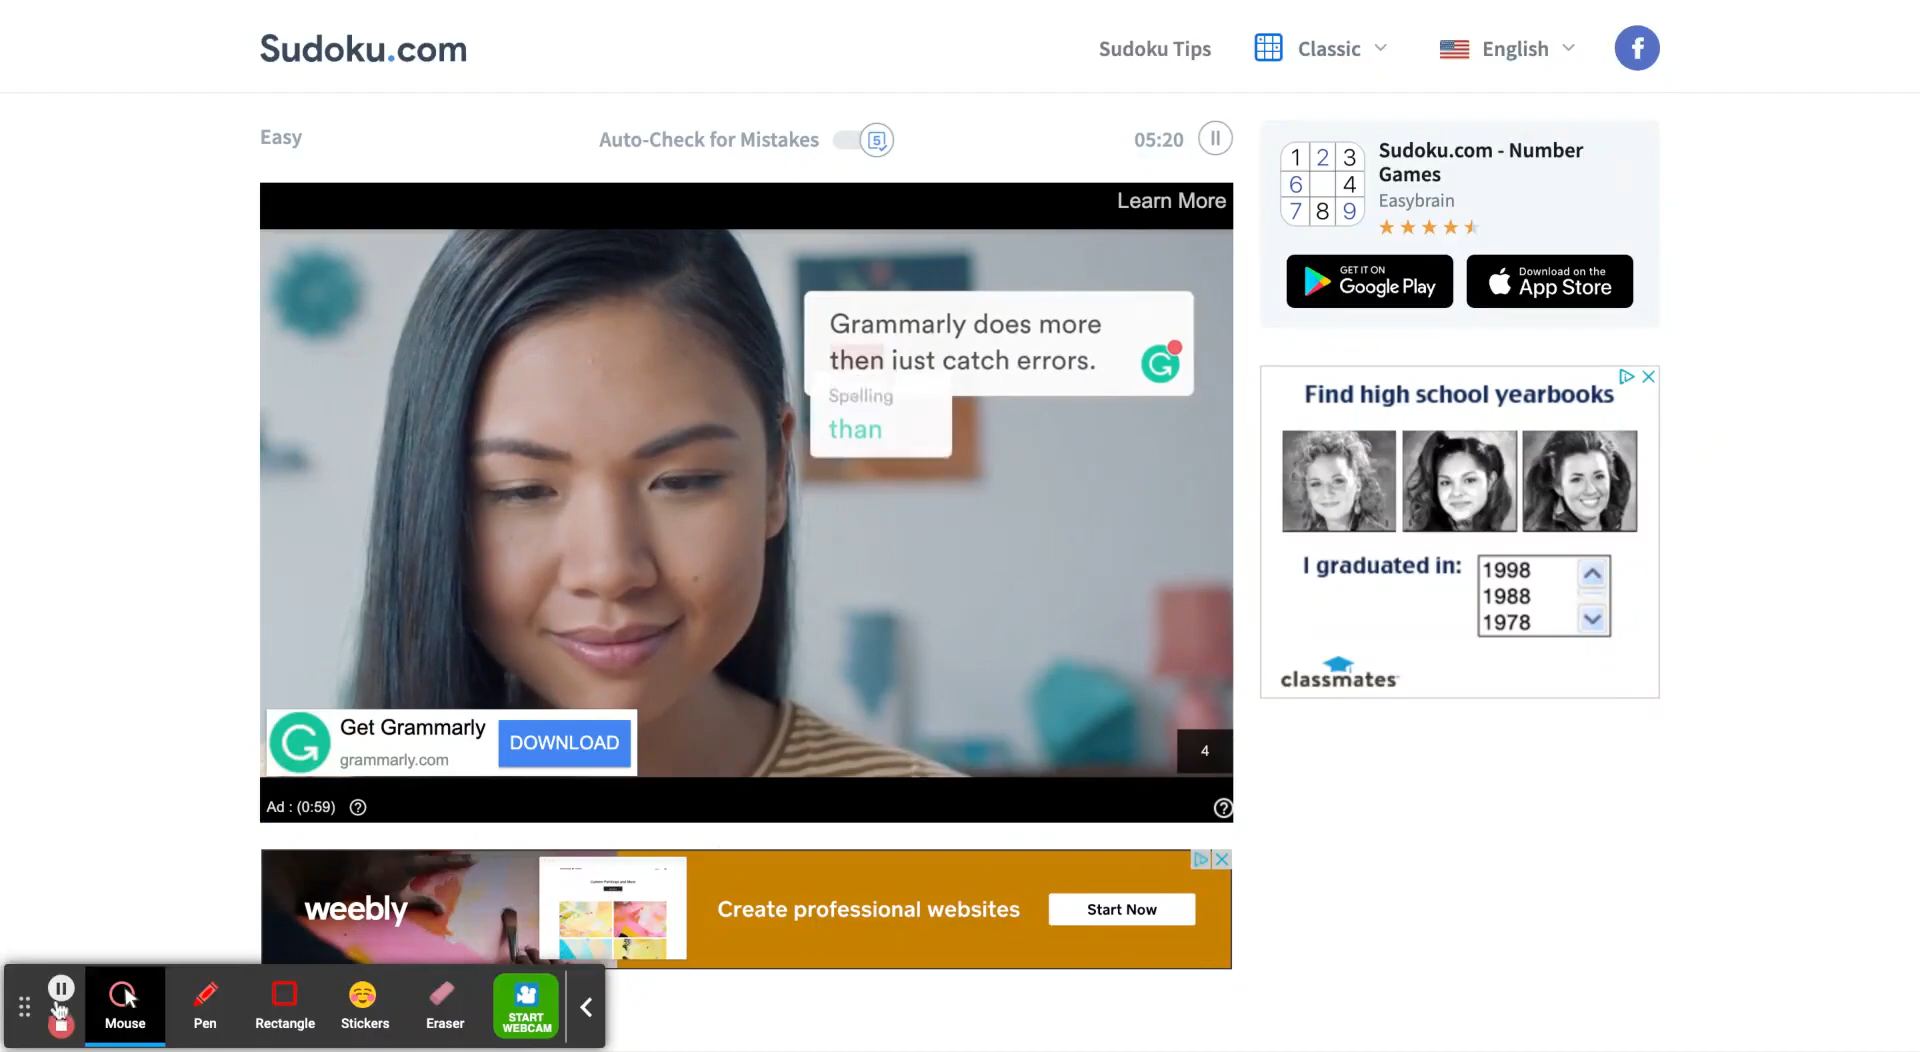 Sudoku.com
Sudoku Tips
Classic
English
Easy
Auto-Check for Mistakes
05:20
Learn More
Grammarly does more
then just catch errors.
Spelling
than
Get Grammarly
grammarly.com
DOWNLOAD
4
Ad : (0:59)
1 2 3
6 4
7 8 9
Sudoku.com - Number
Games
Easybrain
GET IT ON
Google Play
Download on the
App Store
Find high school yearbooks
I graduated in:
1998
1988
1978
classmates
weebly
Create professional websites
Start Now
Mouse
Pen
Rectangle
Stickers
Eraser
START
WEBCAM